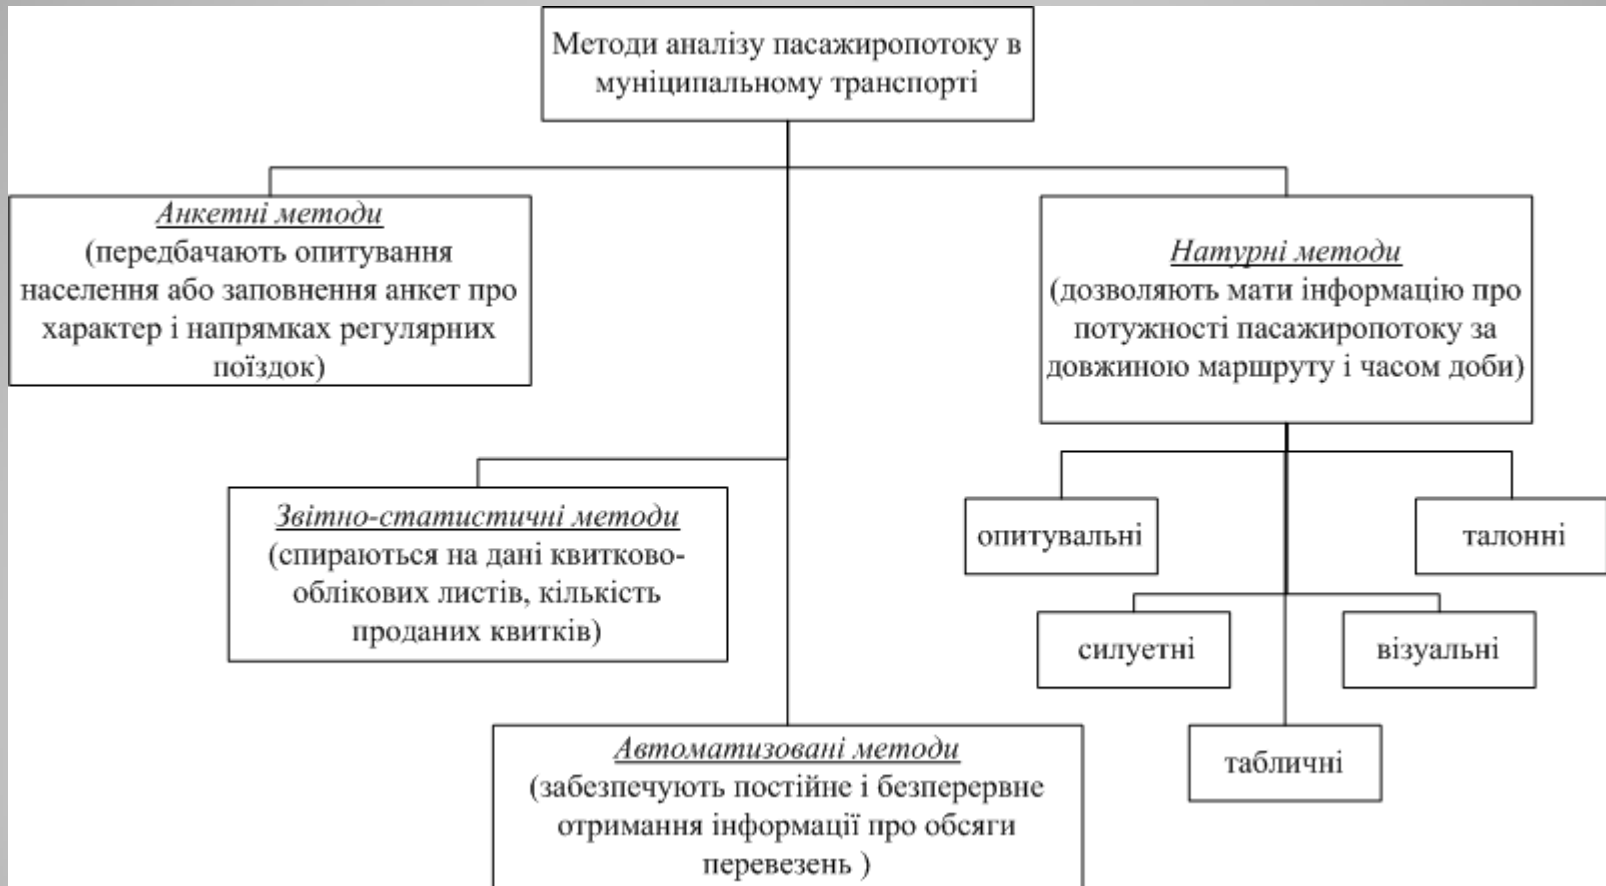 Методи аналізу пасажиропотоку в
муніципальному транспорті
Анкетні методи
(передбачають опитування
населення або заповнення анкет про
характер і напрямках регулярних
поїздок)
Натурні методи
(дозволяють мати інформацію про
потужності пасажиропотоку за
довжиною маршруту і часом доби)
Звітно-статистичні методи
(спираються на дані квитково-
облікових листів, кількість
проданих квитків)
опитувальні
талонні
силуетні
візуальні
табличні
Автоматизовані методи
(забезпечують постійне і безперервне
отримання інформації про обсяги
перевезень )